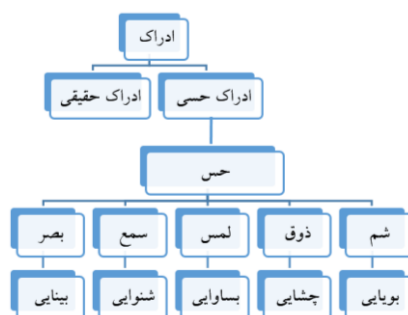 ادراک
ادراک حسی
ادراک حقیقی
حس
شم
ذوق
لمس
سمع
بصر
بویایی
چشایی
بساوایی
شنوایی
بینایی